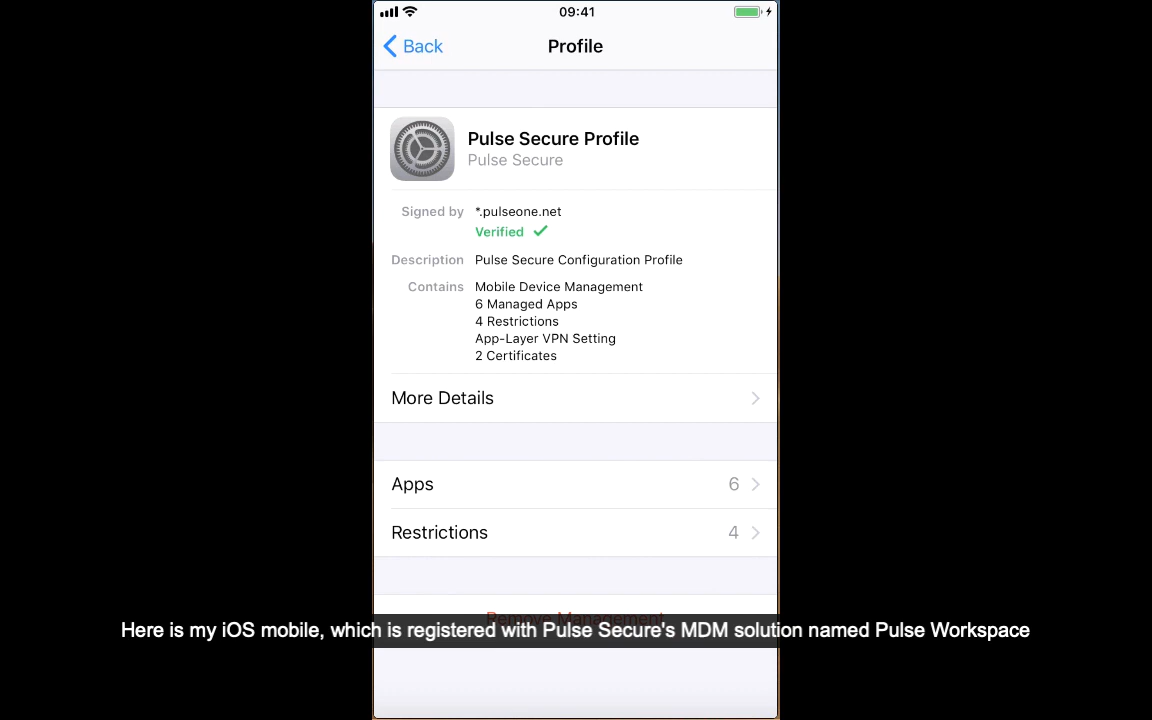 09:41
Back
Profile
Pulse Secure Profile
Pulse Secure
Signed by *.pulseone.net
Verified
Description Pulse Secure Configuration Profile
Contains Mobile Device Management
6 Managed Apps
4 Restrictions
App-Layer VPN Setting
2 Certificates
More Details
Apps 6
Restrictions 4
Remove Management
Here is my iOS mobile, which is registered with Pulse Secure's MDM solution named Pulse Workspace